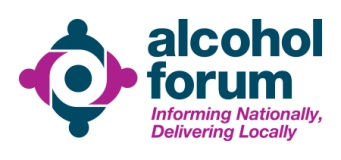 alcohol
forum
Informing Nationally,
Delivering Locally